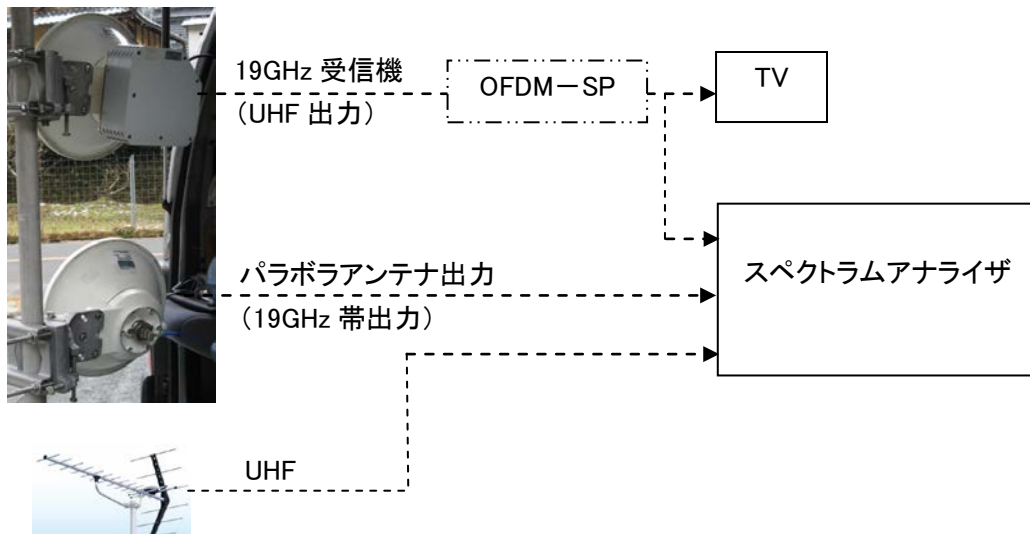 19GHz 受信機
(UHF 出力)
OFDM－SP
TV
スペクトラムアナライザ
パラボラアンテナ出力
(19GHz 帯出力)
UHF